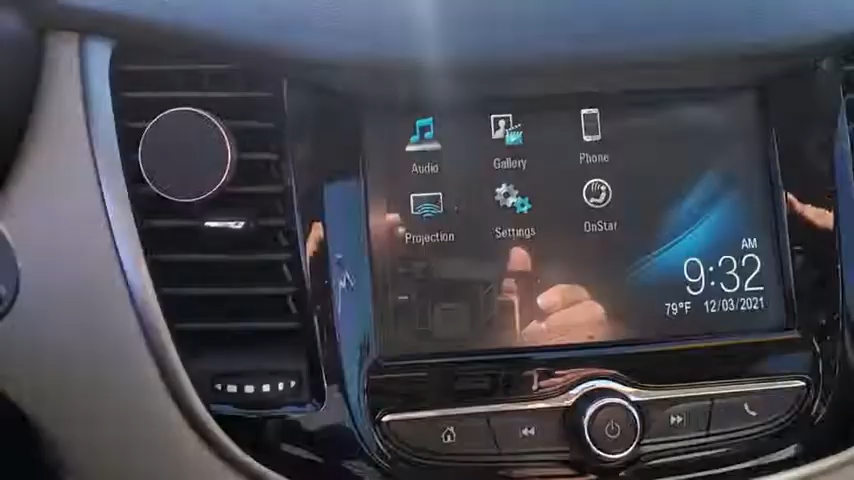 Audio
Gallery
Phone
Projection
Settings
OnStar
AM
9:32
79°F 12/03/2021